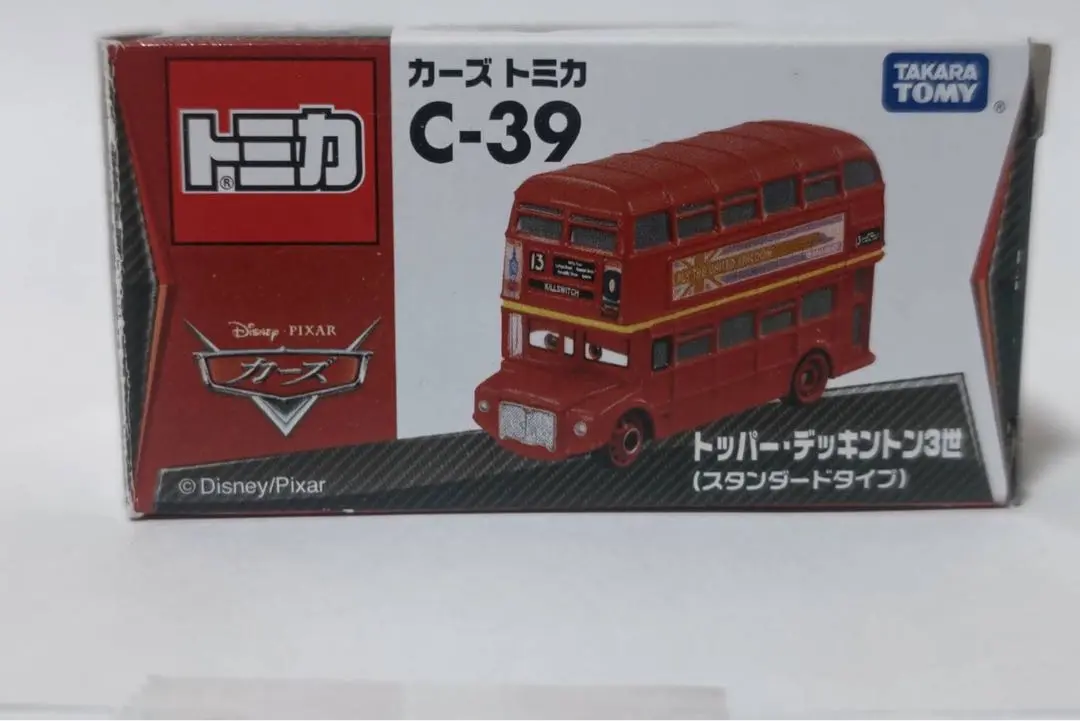 カーズ トミカ
C-39
TAKARA
TOMY
®
トミカ
®
Disney · PIXAR
カーズ
13
KILLSWITCH
トッパー・デッキントン3世
(スタンダードタイプ)
©Disney/Pixar